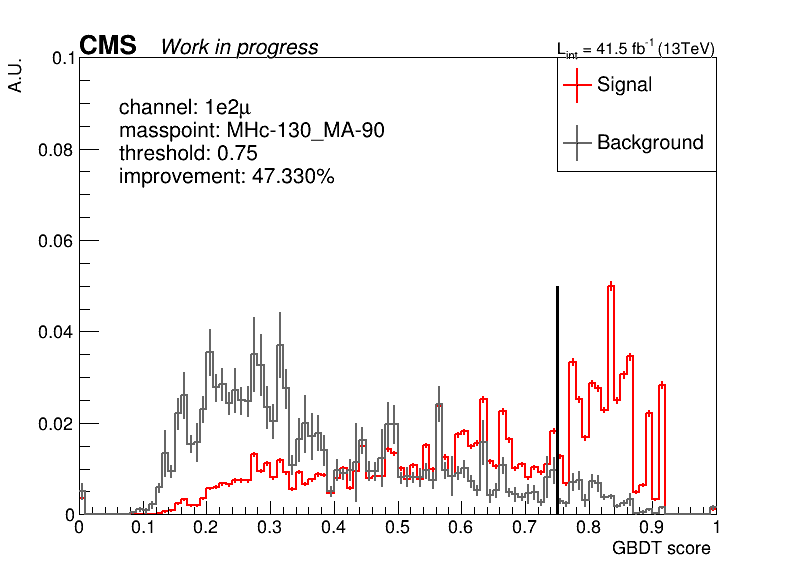 CMS Work in progress
L_int = 41.5 fb^-1 (13TeV)
A.U.
Signal
Background
channel: 1e2μ
masspoint: MHc-130_MA-90
threshold: 0.75
improvement: 47.330%
0.1
0.08
0.06
0.04
0.02
0
0 0.1 0.2 0.3 0.4 0.5 0.6 0.7 0.8 0.9 1
GBDT score